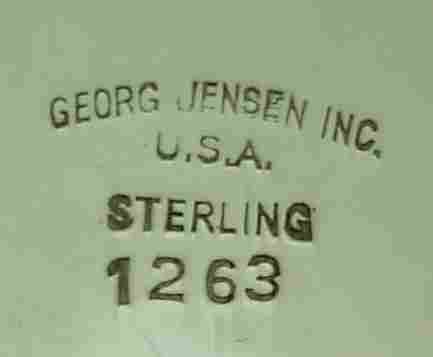 GEORG JENSEN INC.
U.S.A.
STERLING
1263